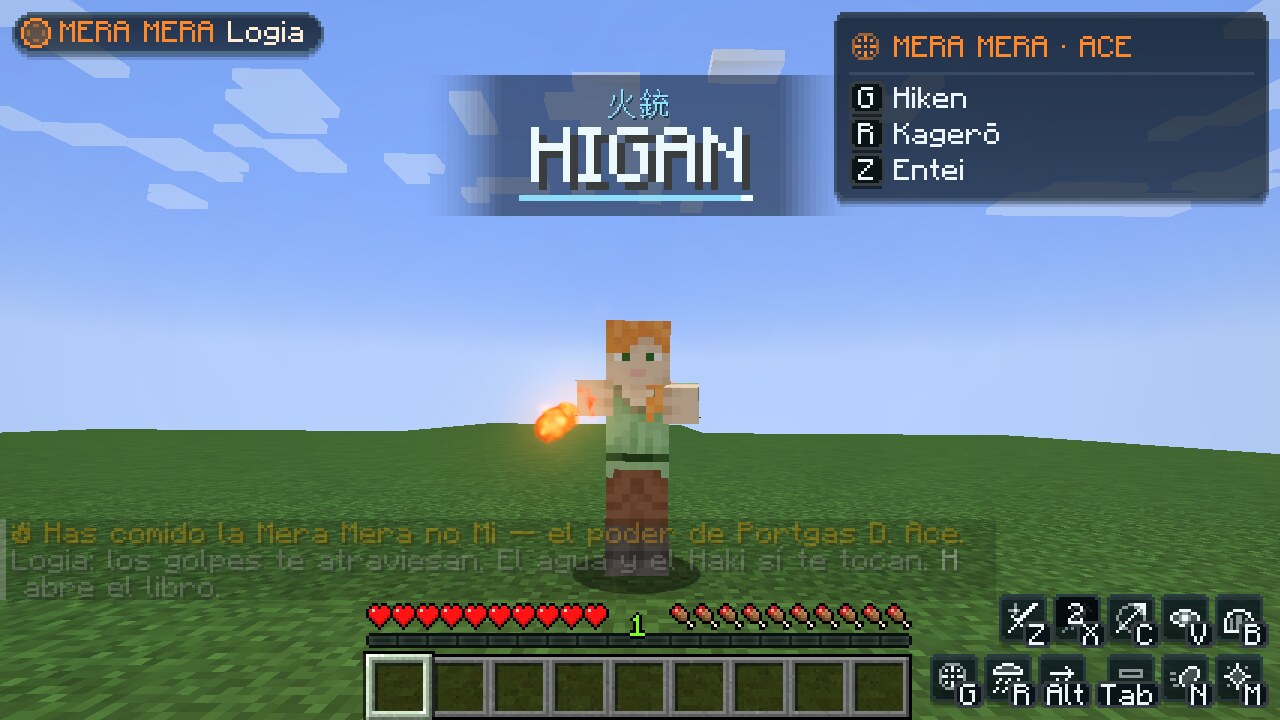 MERA MERA Logia
火銃
HIGAN
MERA MERA · ACE
G Hiken
R Kagerō
Z Entei
Has comido la Mera Mera no Mi — el poder de Portgas D. Ace.
Logia: los golpes te atraviesan. El agua y el Haki sí te tocan. H
abre el libro.
1
Z 2 X C V B
G R Alt Tab N M